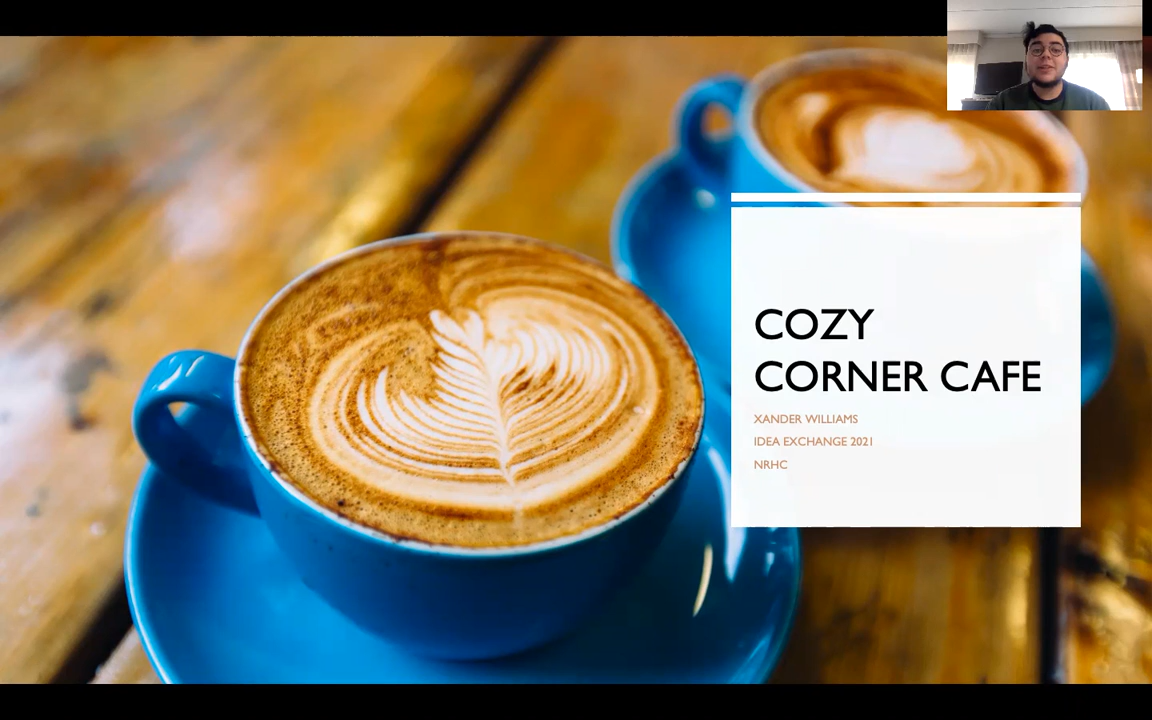 COZY
CORNER CAFE
XANDER WILLIAMS
IDEA EXCHANGE 2021
NRHC